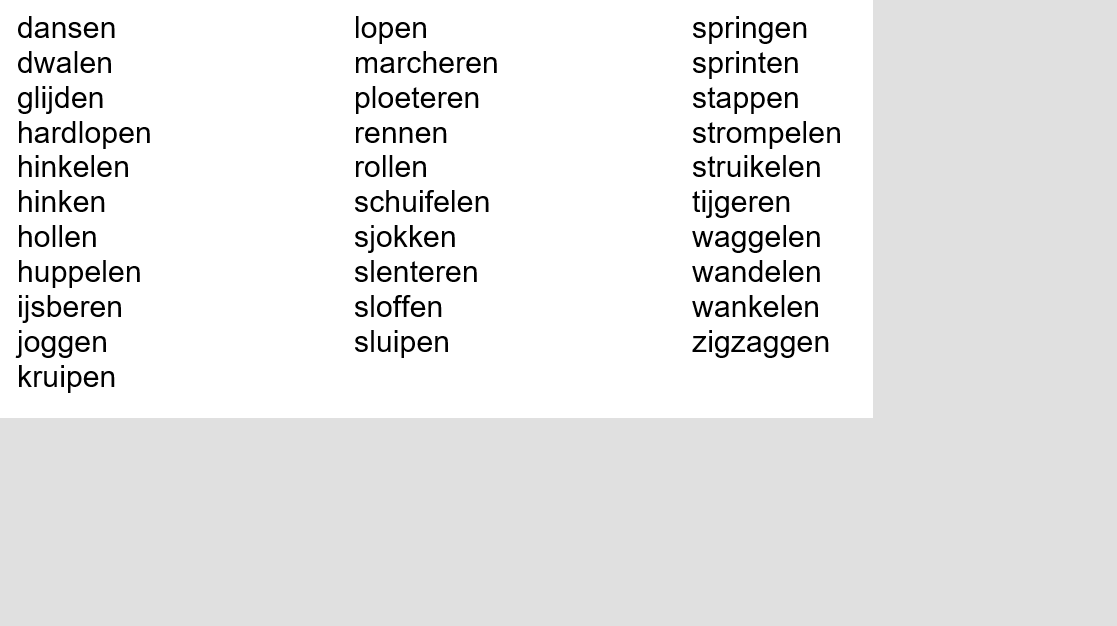 dansen
dwalen
glijden
hardlopen
hinkelen
hinken
hollen
huppelen
ijsberen
joggen
kruipen
lopen
marcheren
ploeteren
rennen
rollen
schuifelen
sjokken
slenteren
sloffen
sluipen
springen
sprinten
stappen
strompelen
struikelen
tijgeren
waggelen
wandelen
wankelen
zigzaggen